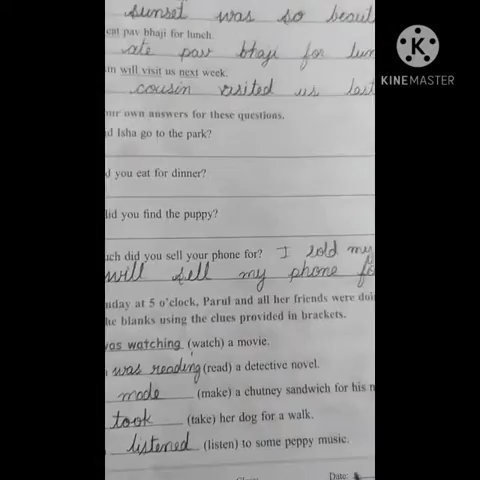 sunset was so beaut
eat pav bhaji for lunch.
ate pav bhaji for lun
in will visit us next week.
cousin visited us last
ur own answers for these questions.
d Isha go to the park?
d you eat for dinner?
did you find the puppy?
uch did you sell your phone for? I sold my
will sell my phone fo
nday at 5 o'clock, Parul and all her friends were doi
he blanks using the clues provided in brackets.
was watching (watch) a movie.
was reading (read) a detective novel.
made (make) a chutney sandwich for his
took (take) her dog for a walk.
listened (listen) to some peppy music.
Date:
KINEMASTER